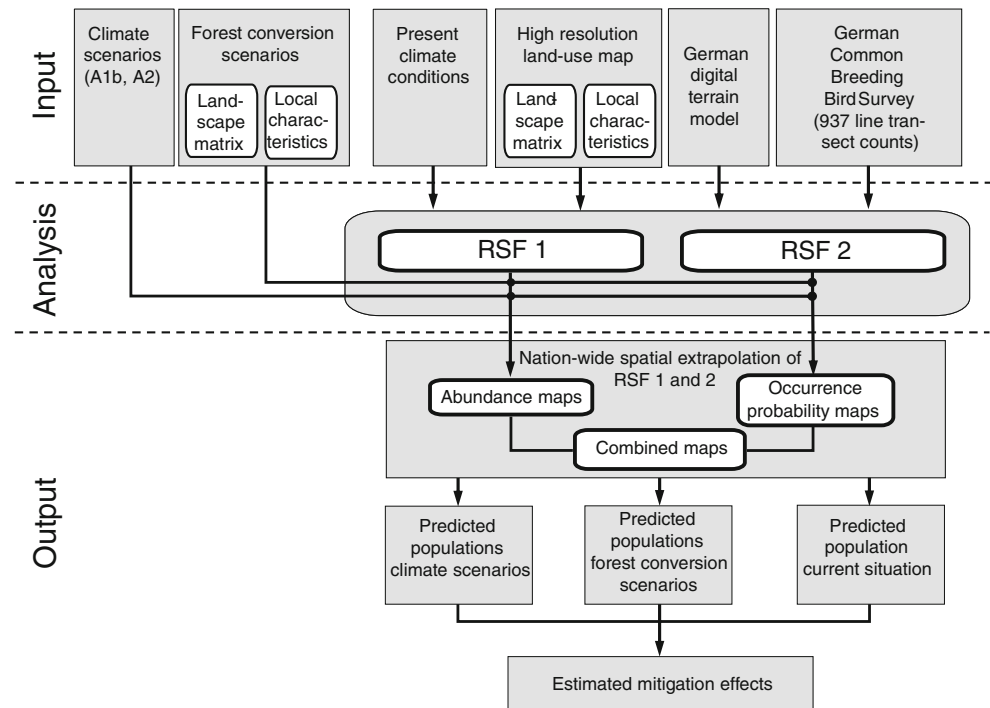 Input
Climate
scenarios
(A1b, A2)
Forest conversion
scenarios
Land-
scape
matrix
Local
charac-
teristics
Present
climate
conditions
High resolution
land-use map
Land-
scape
matrix
Local
charac-
teristics
German
digital
terrain
model
German
Common
Breeding
Bird Survey
(937 line tran-
sect counts)
Analysis
RSF 1
RSF 2
Output
Nation-wide spatial extrapolation of
RSF 1 and 2
Abundance maps
Occurrence
probability maps
Combined maps
Predicted
populations
climate scenarios
Predicted
populations
forest conversion
scenarios
Predicted
population
current situation
Estimated mitigation effects